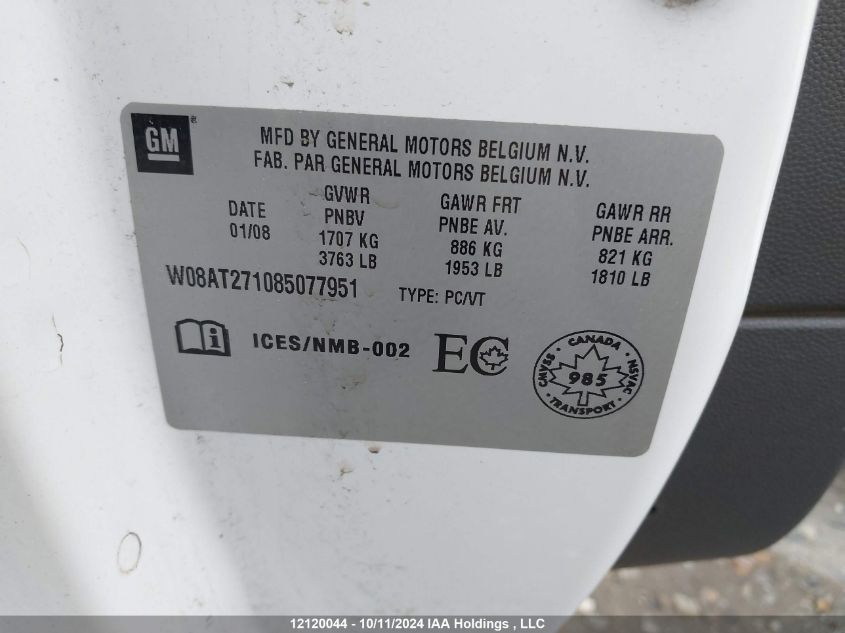 GM®
MFD BY GENERAL MOTORS BELGIUM N.V.
FAB. PAR GENERAL MOTORS BELGIUM N.V.
DATE
01/08
GVWR
PNBV
1707 KG
3763 LB
GAWR FRT
PNBE AV.
886 KG
1953 LB
GAWR RR
PNBE ARR.
821 KG
1810 LB
W08AT271085077951
TYPE: PC/VT
i
ICES/NMB-002
EC
• CANADA •
CMVSS
985
NSVAC
• TRANSPORT •
12120044 - 10/11/2024 IAA Holdings , LLC